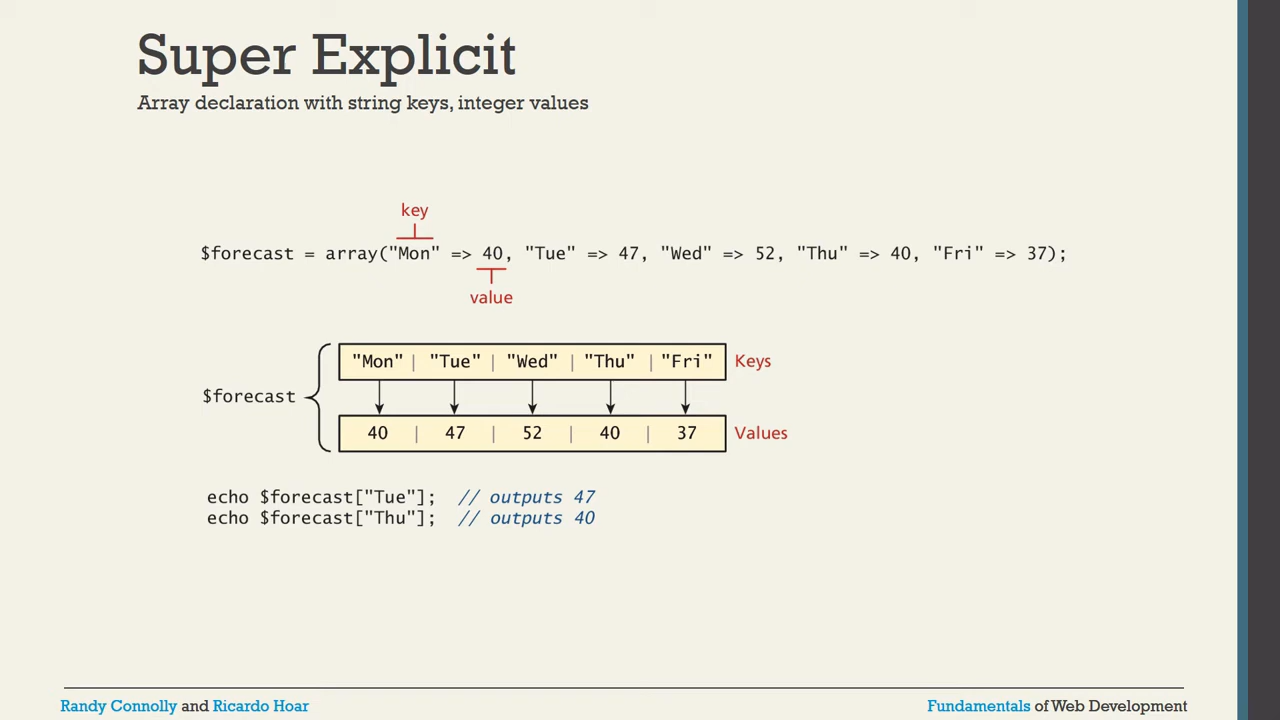 Super Explicit
Array declaration with string keys, integer values
key
$forecast = array("Mon" => 40, "Tue" => 47, "Wed" => 52, "Thu" => 40, "Fri" => 37);
value
"Mon" | "Tue" | "Wed" | "Thu" | "Fri" Keys
$forecast
40 | 47 | 52 | 40 | 37 Values
echo $forecast["Tue"]; // outputs 47
echo $forecast["Thu"]; // outputs 40
Randy Connolly and Ricardo Hoar
Fundamentals of Web Development